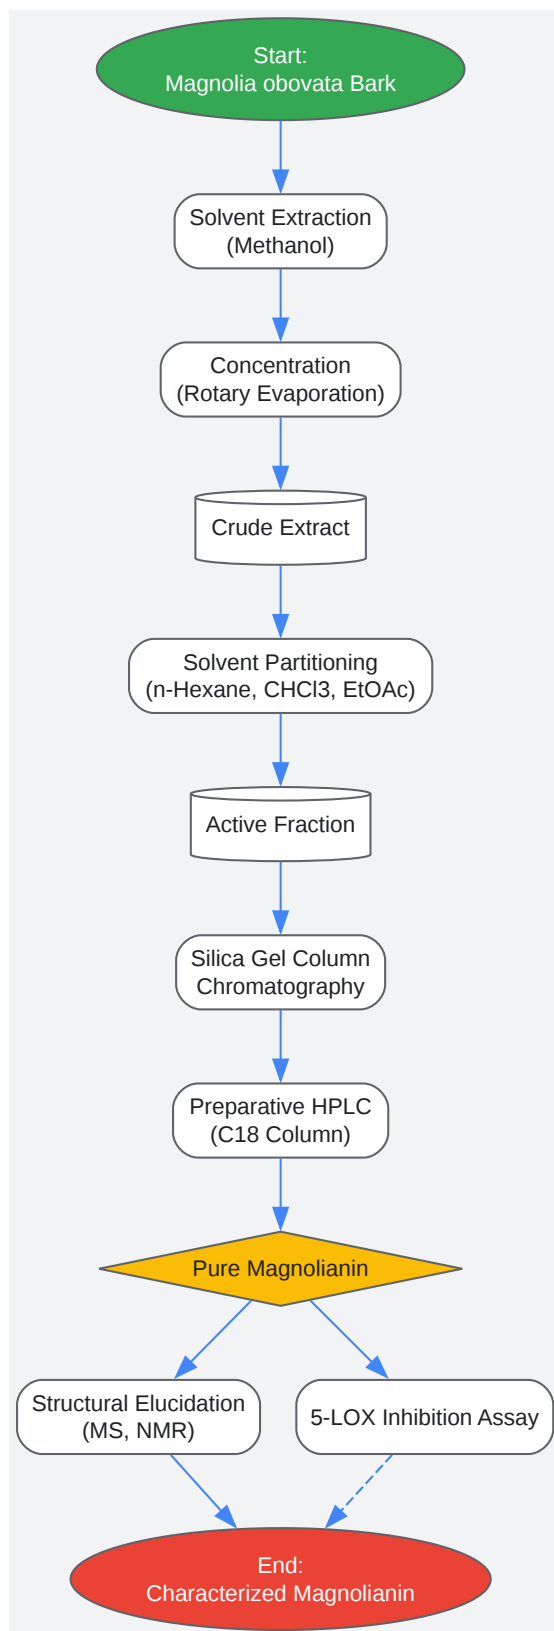 Start:
Magnolia obovata Bark
Solvent Extraction
(Methanol)
Concentration
(Rotary Evaporation)
Crude Extract
Solvent Partitioning
(n-Hexane, CHCl3, EtOAc)
Active Fraction
Silica Gel Column
Chromatography
Preparative HPLC
(C18 Column)
Pure Magnolianin
Structural Elucidation
(MS, NMR)
5-LOX Inhibition Assay
End:
Characterized Magnolianin